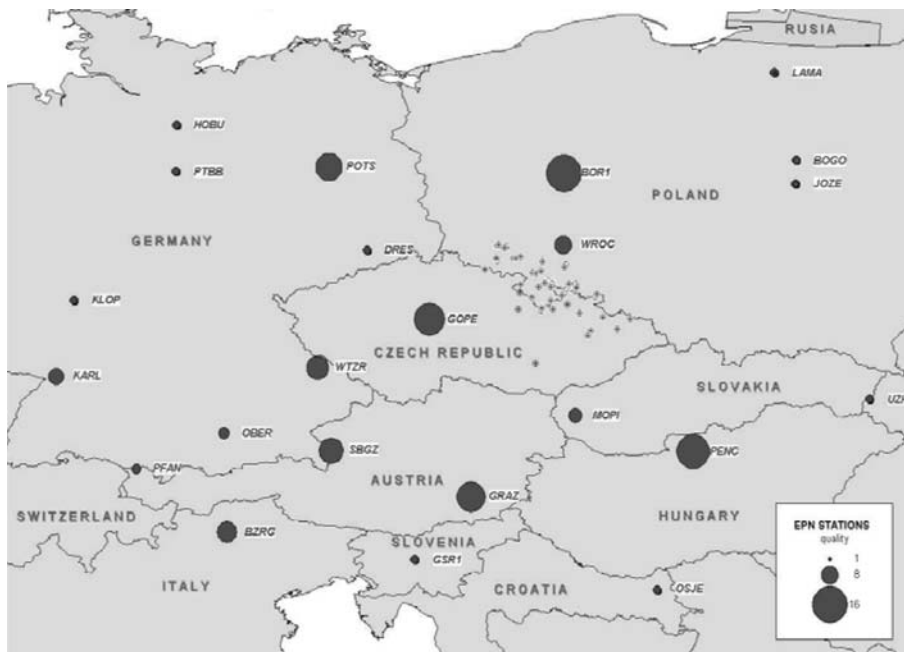 RUSIA
LAMA
HOBU
POTS
PTBB
BOR1
BOGO
JOZE
POLAND
GERMANY
WROC
DRES
KLOP
GOPE
CZECH REPUBLIC
WTZR
KARL
SLOVAKIA
UZH
MOPI
OBER
SBGZ
PENC
PFAN
AUSTRIA
GRAZ
SWITZERLAND
HUNGARY
BZRG
SLOVENIA
GSR1
ITALY
CROATIA
OSJE
EPN STATIONS
quality
1
8
16